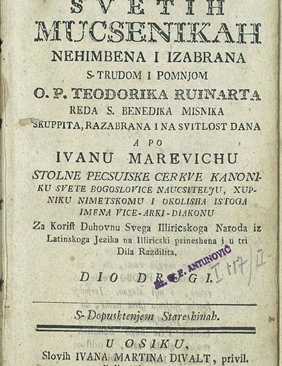 SVETIH
MUCSENIKAH
NEHIMBENA I IZABRANA
S-TRUDOM I POMNJOM
O. P. TEODORIKA RUINARTA
REDA S. BENEDIKA MISNIKA
SKUPPITA, RAZABRANA I NA SVITLOST DANA
A PO
IVANU MAREVICHU
STOLNE PECSUISKE CERKVE KANONI-
KU SVETE BOGOSLOVICE NAUCSITELJU, XUP-
NIKU NIMETSKOMU I OKOLISHA ISTOGA
IMENA VICE-ARKI-DIAKONU
Za Korist Duhovnu Svega Illiricskoga Naroda iz
Latinskoga Jezika na Illiricski prineshena i u tri
Dila Razdilita.
DIO DRUGI.
ANTUNOVIĆ
S-Dopushtenjem Stareshinah.
U OSIKU,
Slovih IVANA MARTINA DIVALT, privil.